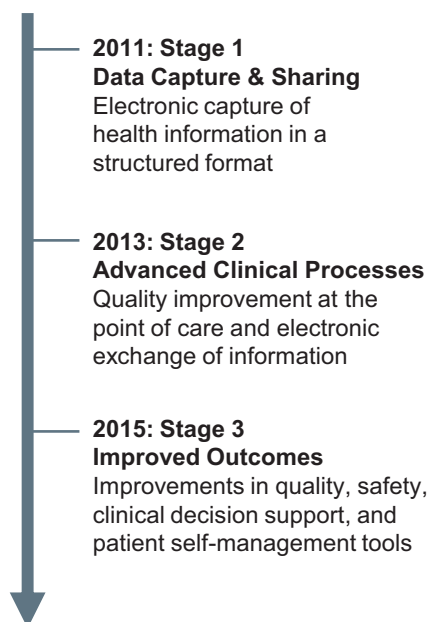 2011: Stage 1
Data Capture & Sharing
Electronic capture of
health information in a
structured format
2013: Stage 2
Advanced Clinical Processes
Quality improvement at the
point of care and electronic
exchange of information
2015: Stage 3
Improved Outcomes
Improvements in quality, safety,
clinical decision support, and
patient self-management tools